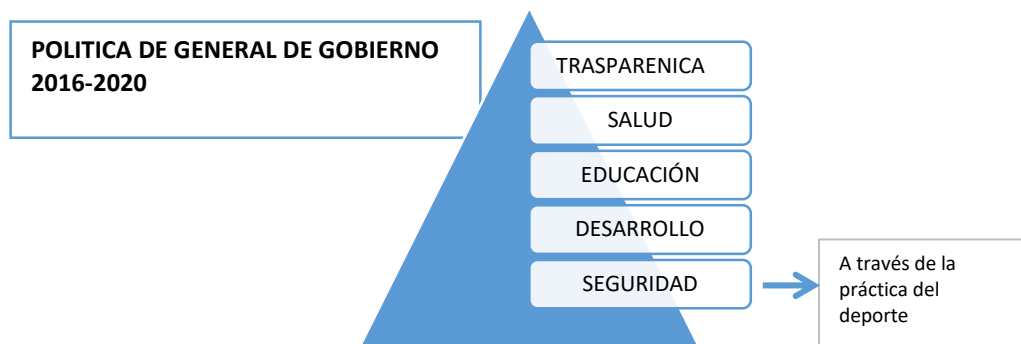 POLITICA DE GENERAL DE GOBIERNO
2016-2020
TRASPARENICA
SALUD
EDUCACIÓN
DESARROLLO
SEGURIDAD
A través de la
práctica del
deporte